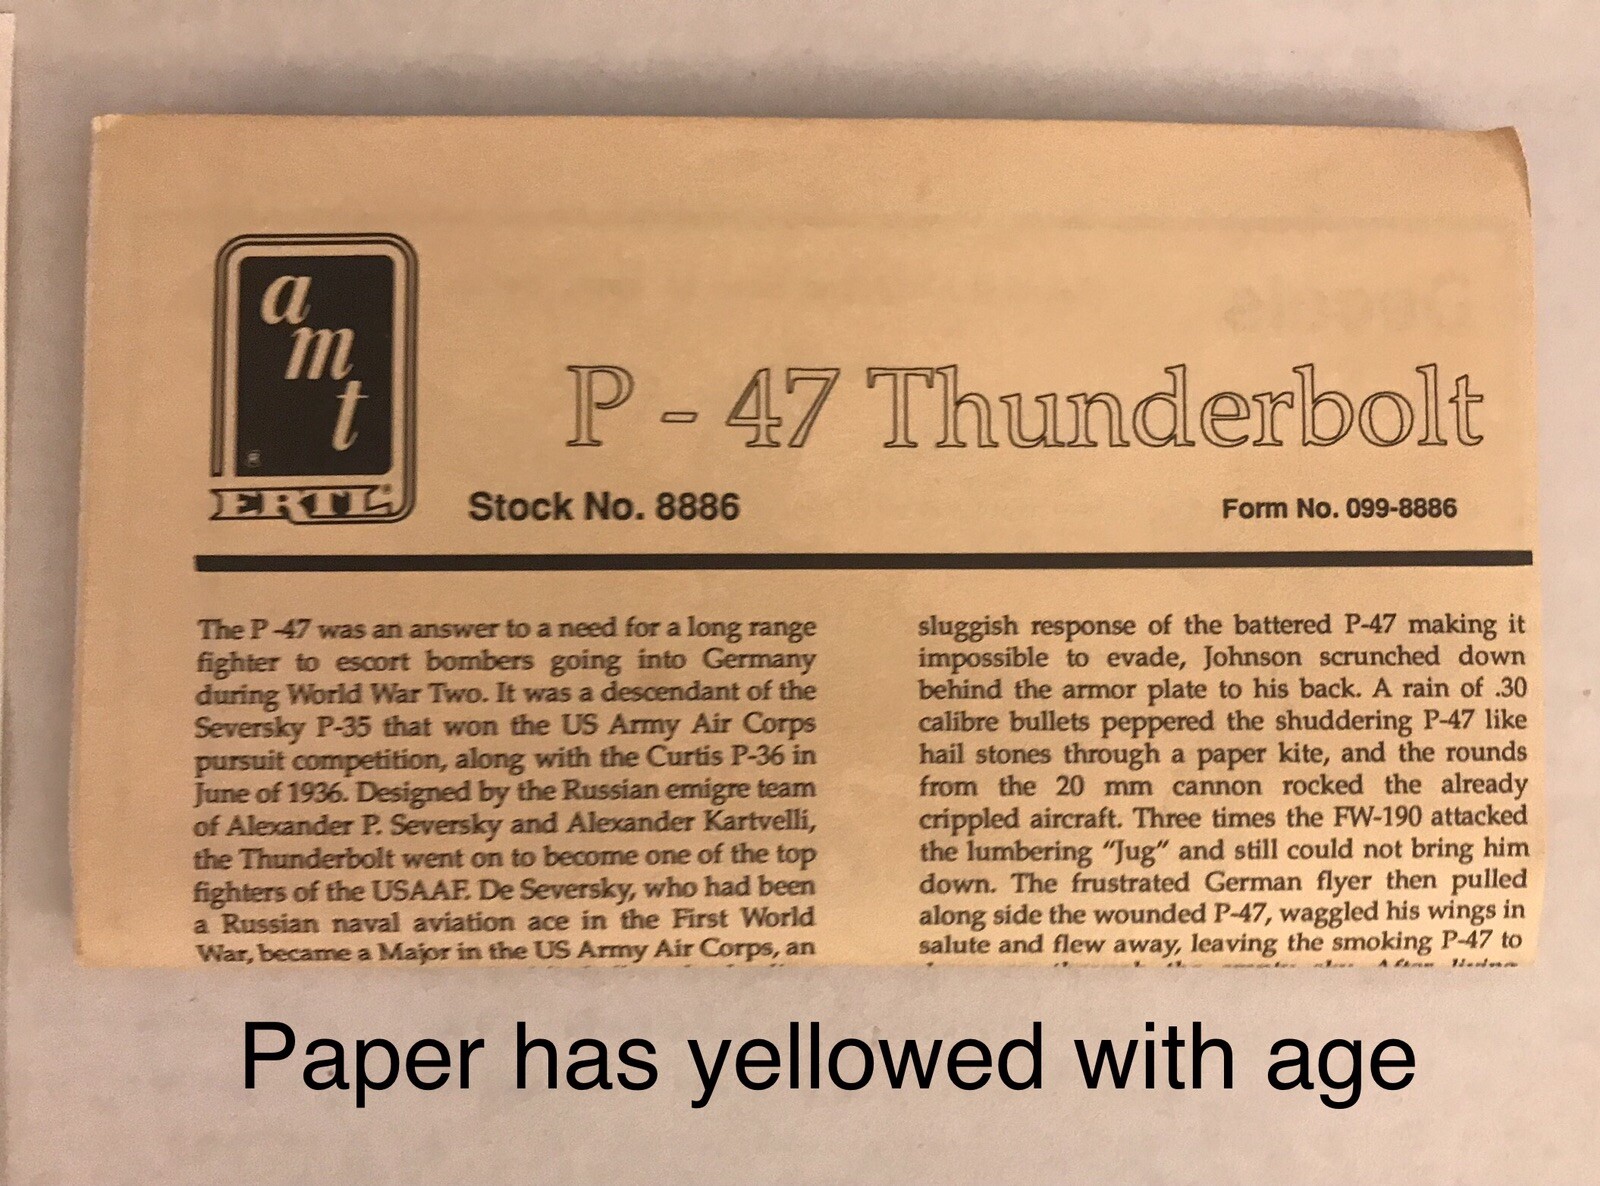 a
m
t
ERTL
P - 47 Thunderbolt
Stock No. 8886
Form No. 099-8886
The P -47 was an answer to a need for a long range
fighter to escort bombers going into Germany
during World War Two. It was a descendant of the
Seversky P-35 that won the US Army Air Corps
pursuit competition, along with the Curtis P-36 in
June of 1936. Designed by the Russian emigre team
of Alexander P. Seversky and Alexander Kartvelli,
the Thunderbolt went on to become one of the top
fighters of the USAAF. De Seversky, who had been
a Russian naval aviation ace in the First World
War, became a Major in the US Army Air Corps, an
sluggish response of the battered P-47 making it
impossible to evade, Johnson scrunched down
behind the armor plate to his back. A rain of .30
calibre bullets peppered the shuddering P-47 like
hail stones through a paper kite, and the rounds
from the 20 mm cannon rocked the already
crippled aircraft. Three times the FW-190 attacked
the lumbering "Jug" and still could not bring him
down. The frustrated German flyer then pulled
along side the wounded P-47, waggled his wings in
salute and flew away, leaving the smoking P-47 to
Paper has yellowed with age